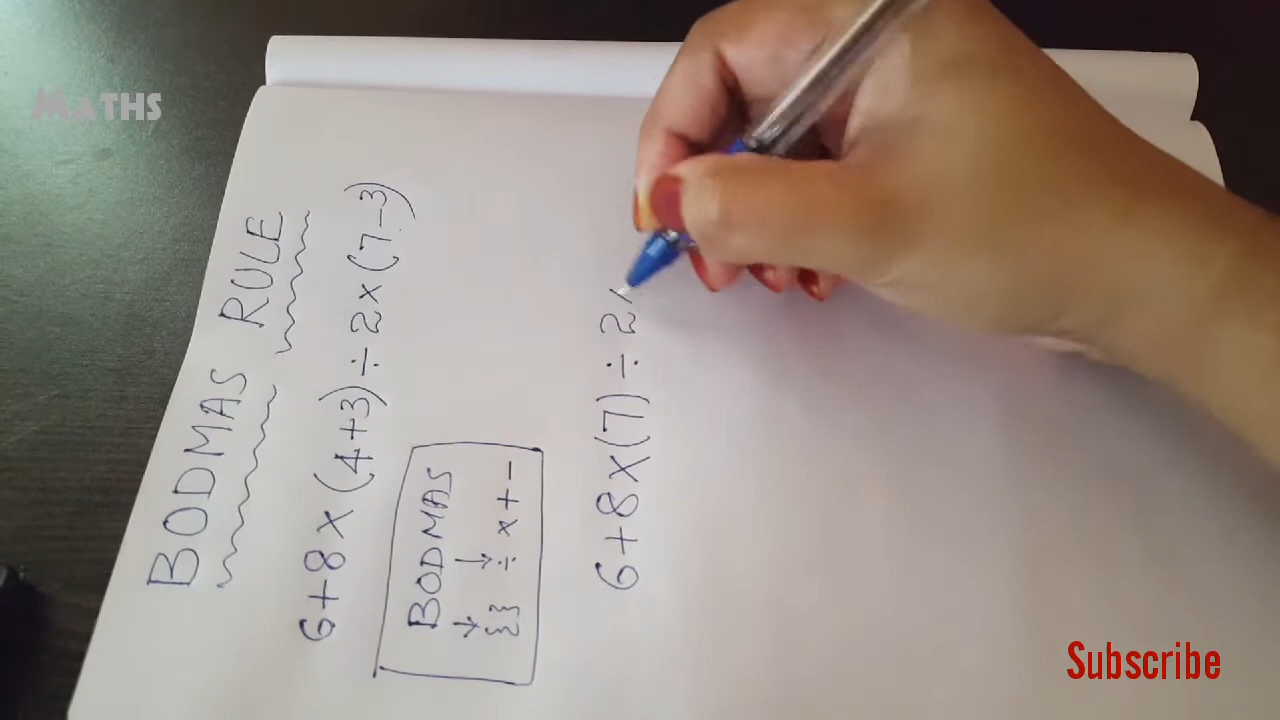 MATHS
BODMAS RULE
6+8×(4+3)÷2×(7-3)
BODMAS
↓ ↓
{} ÷ × + -
6+8×(7)÷2
Subscribe